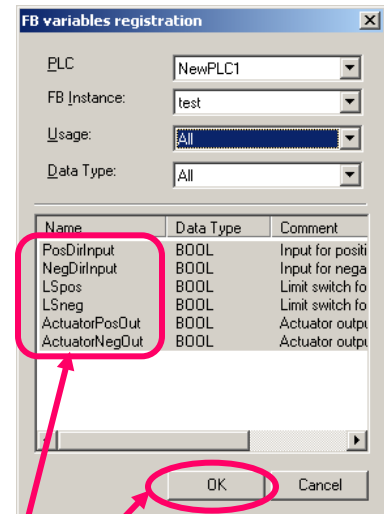 FB variables registration
PLC NewPLC1
FB Instance: test
Usage: All
Data Type: All
Name Data Type Comment
PosDirInput BOOL Input for positi
NegDirInput BOOL Input for nega
LSpos BOOL Limit switch fo
LSneg BOOL Limit switch fo
ActuatorPosOut BOOL Actuator outpu
ActuatorNegOut BOOL Actuator outpu
OK Cancel